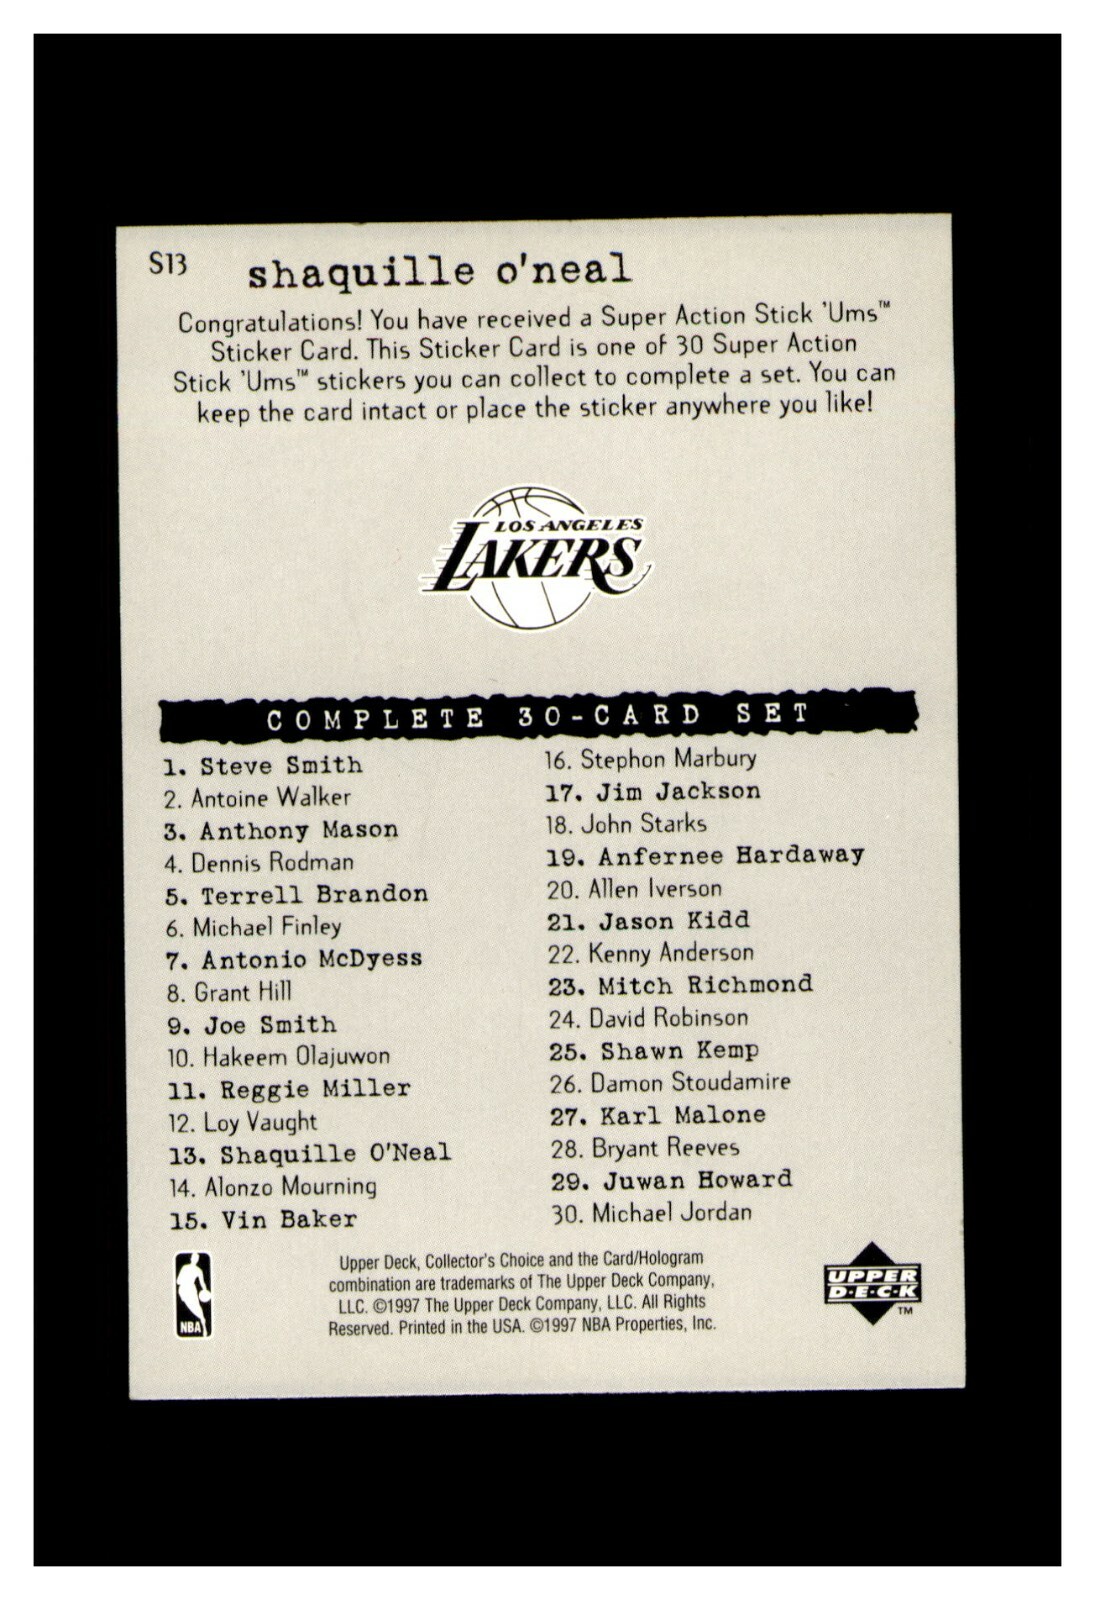 S13 shaquille o'neal
Congratulations! You have received a Super Action Stick 'Ums™
Sticker Card. This Sticker Card is one of 30 Super Action
Stick 'Ums™ stickers you can collect to complete a set. You can
keep the card intact or place the sticker anywhere you like!
LOS ANGELES
LAKERS
COMPLETE 30-CARD SET
1. Steve Smith
2. Antoine Walker
3. Anthony Mason
4. Dennis Rodman
5. Terrell Brandon
6. Michael Finley
7. Antonio McDyess
8. Grant Hill
9. Joe Smith
10. Hakeem Olajuwon
11. Reggie Miller
12. Loy Vaught
13. Shaquille O'Neal
14. Alonzo Mourning
15. Vin Baker
16. Stephon Marbury
17. Jim Jackson
18. John Starks
19. Anfernee Hardaway
20. Allen Iverson
21. Jason Kidd
22. Kenny Anderson
23. Mitch Richmond
24. David Robinson
25. Shawn Kemp
26. Damon Stoudamire
27. Karl Malone
28. Bryant Reeves
29. Juwan Howard
30. Michael Jordan
NBA
Upper Deck, Collector's Choice and the Card/Hologram
combination are trademarks of The Upper Deck Company,
LLC. ©1997 The Upper Deck Company, LLC. All Rights
Reserved. Printed in the USA. ©1997 NBA Properties, Inc.
UPPER
D·E·C·K
™